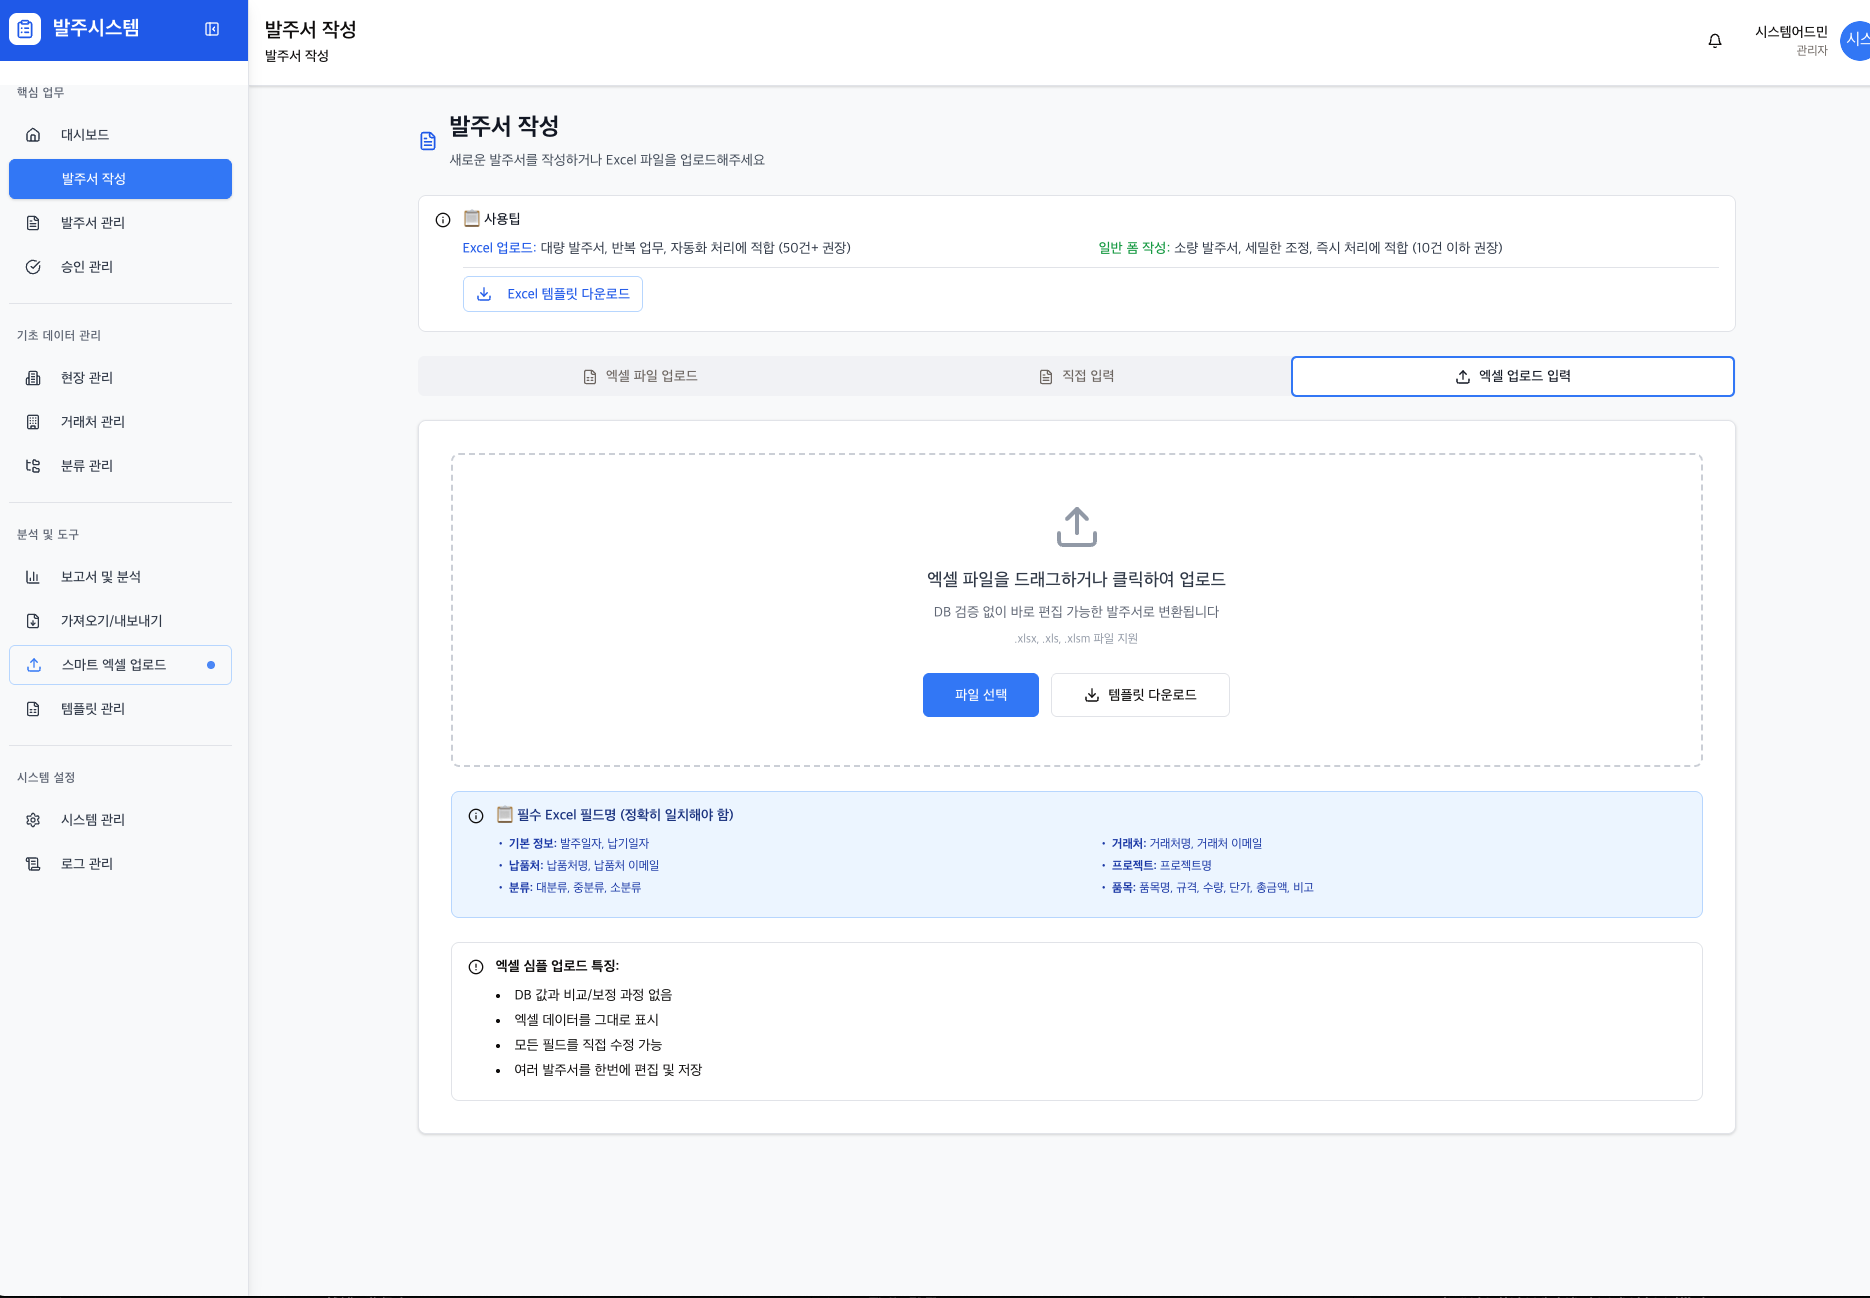 발주시스템
발주서 작성
발주서 작성
시스템어드민
관리자
시스
핵심 업무
대시보드
발주서 작성
발주서 관리
승인 관리
기초 데이터 관리
현장 관리
거래처 관리
분류 관리
분석 및 도구
보고서 및 분석
가져오기/내보내기
스마트 엑셀 업로드
템플릿 관리
시스템 설정
시스템 관리
로그 관리
발주서 작성
새로운 발주서를 작성하거나 Excel 파일을 업로드해주세요
사용팁
Excel 업로드: 대량 발주서, 반복 업무, 자동화 처리에 적합 (50건+ 권장)
일반 폼 작성: 소량 발주서, 세밀한 조정, 즉시 처리에 적합 (10건 이하 권장)
Excel 템플릿 다운로드
엑셀 파일 업로드
직접 입력
엑셀 업로드 입력
엑셀 파일을 드래그하거나 클릭하여 업로드
DB 검증 없이 바로 편집 가능한 발주서로 변환됩니다
.xlsx, .xls, .xlsm 파일 지원
파일 선택
템플릿 다운로드
필수 Excel 필드명 (정확히 일치해야 함)
• 기본 정보: 발주일자, 납기일자
• 거래처: 거래처명, 거래처 이메일
• 납품처: 납품처명, 납품처 이메일
• 프로젝트: 프로젝트명
• 분류: 대분류, 중분류, 소분류
• 품목: 품목명, 규격, 수량, 단가, 총금액, 비고
엑셀 심플 업로드 특징:
• DB 값과 비교/보정 과정 없음
• 엑셀 데이터를 그대로 표시
• 모든 필드를 직접 수정 가능
• 여러 발주서를 한번에 편집 및 저장